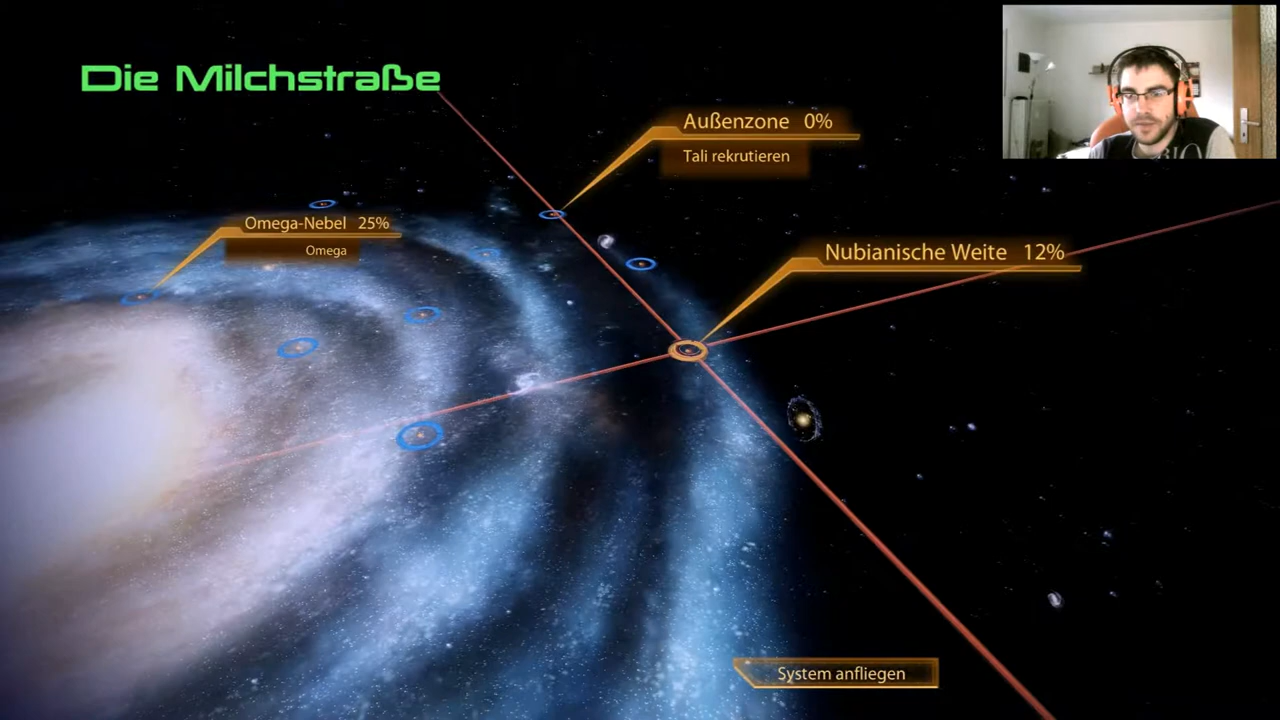 Die Milchstraße
Außenzone 0%
Tali rekrutieren
Omega-Nebel 25%
Omega
Nubianische Weite 12%
System anfliegen